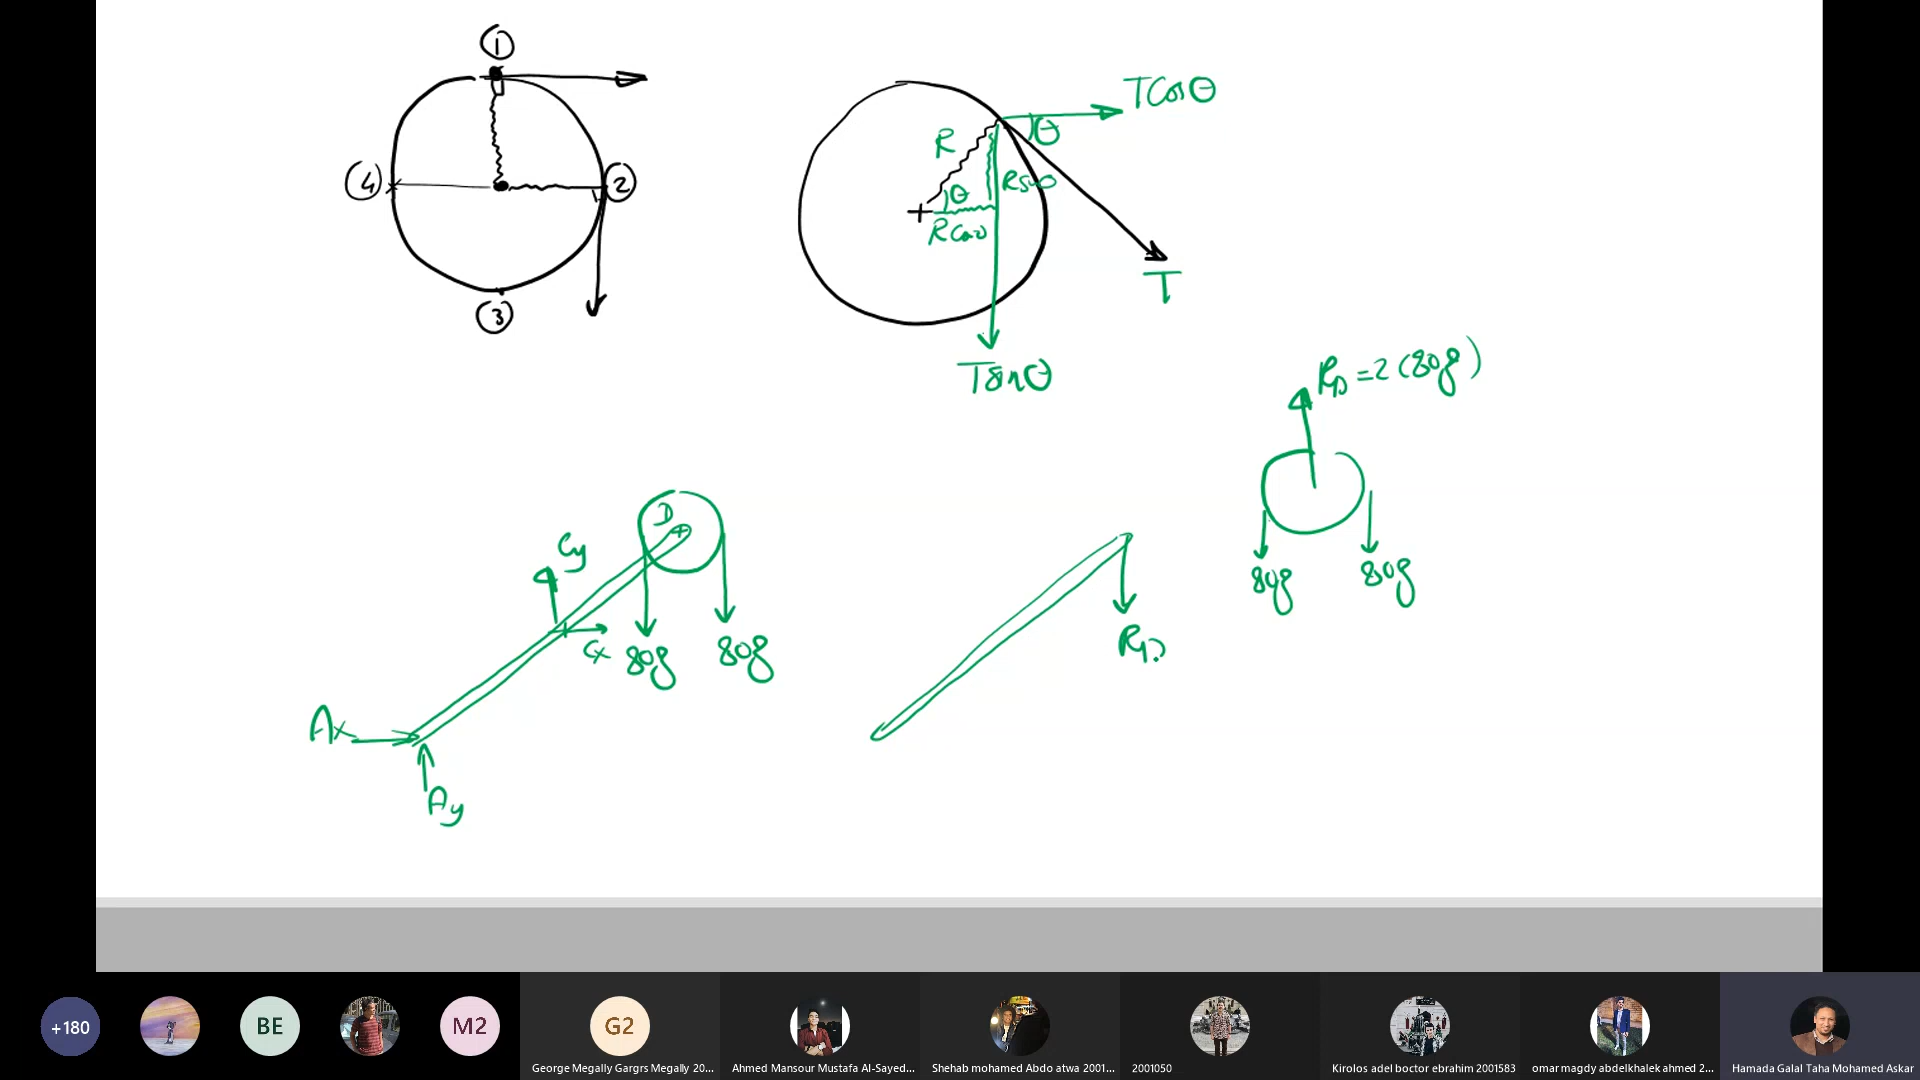 1
4
2
3
TCosθ
θ
R
θ
Rsinθ
RCosθ
T
Tsinθ
RD=2(80g)
80g
80g
D
Cy
Cx
80g
80g
Ax
Ay
RD
+180
BE
M2
G2
George Megally Gargrs Megally 20...
Ahmed Mansour Mustafa Al-Sayed...
Shehab mohamed Abdo atwa 2001...
2001050
Kirolos adel boctor ebrahim 2001583
omar magdy abdelkhalek ahmed 2...
Hamada Galal Taha Mohamed Askar